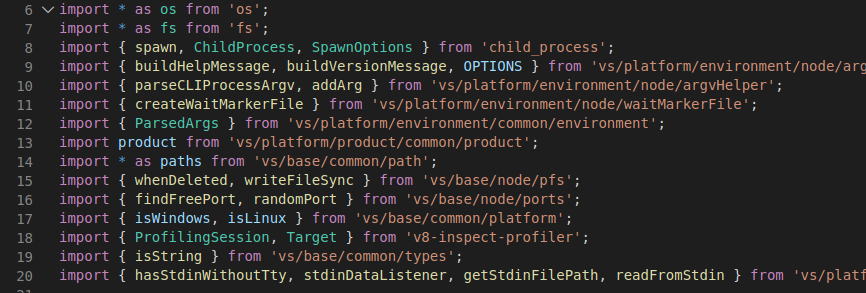 6 import * as os from 'os';
7 import * as fs from 'fs';
8 import { spawn, ChildProcess, SpawnOptions } from 'child_process';
9 import { buildHelpMessage, buildVersionMessage, OPTIONS } from 'vs/platform/environment/node/arg
10 import { parseCLIProcessArgv, addArg } from 'vs/platform/environment/node/argvHelper';
11 import { createWaitMarkerFile } from 'vs/platform/environment/node/waitMarkerFile';
12 import { ParsedArgs } from 'vs/platform/environment/common/environment';
13 import product from 'vs/platform/product/common/product';
14 import * as paths from 'vs/base/common/path';
15 import { whenDeleted, writeFileSync } from 'vs/base/node/pfs';
16 import { findFreePort, randomPort } from 'vs/base/node/ports';
17 import { isWindows, isLinux } from 'vs/base/common/platform';
18 import { ProfilingSession, Target } from 'v8-inspect-profiler';
19 import { isString } from 'vs/base/common/types';
20 import { hasStdinWithoutTty, stdinDataListener, getStdinFilePath, readFromStdin } from 'vs/platf